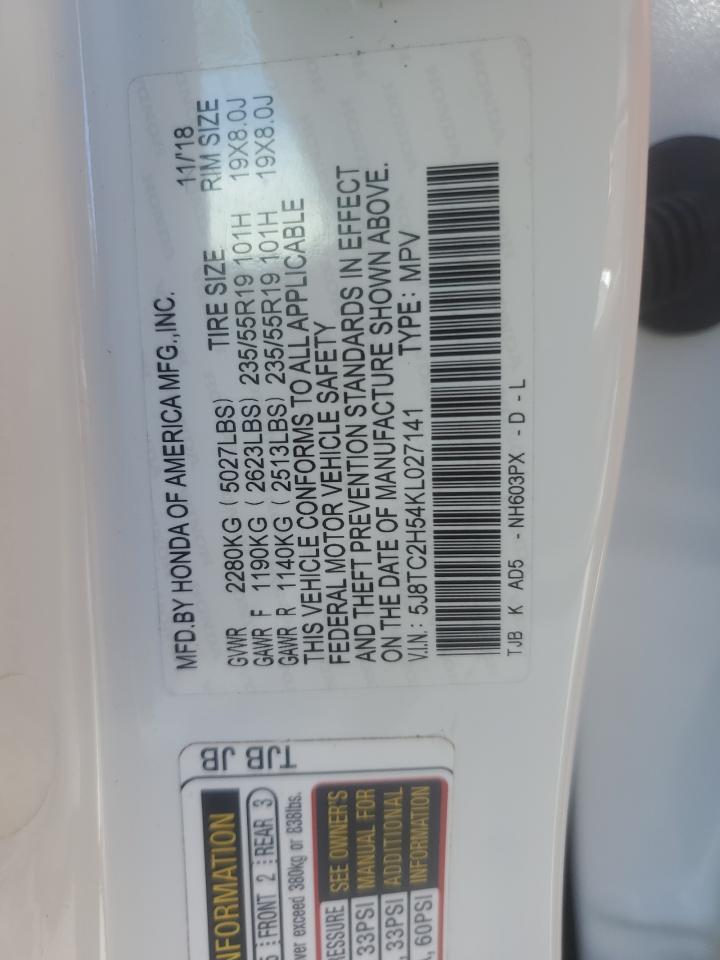 MFD.BY HONDA OF AMERICA MFG.,INC. 11/'18
GVWR 2280KG ( 5027LBS) TIRE SIZE RIM SIZE
GAWR F 1190KG ( 2623LBS) 235/55R19 101H 19X8.0J
GAWR R 1140KG ( 2513LBS) 235/55R19 101H 19X8.0J
THIS VEHICLE CONFORMS TO ALL APPLICABLE
FEDERAL MOTOR VEHICLE SAFETY
AND THEFT PREVENTION STANDARDS IN EFFECT
ON THE DATE OF MANUFACTURE SHOWN ABOVE.
V.I.N.: 5J8TC2H54KL027141 TYPE: MPV
TJB K AD5 - NH603PX - D - L
JB
TJB JB
FRONT 2 REAR 3
exceed 380kg or 838lbs.
SEE OWNER'S
33PSI MANUAL FOR
33PSI ADDITIONAL
60PSI INFORMATION